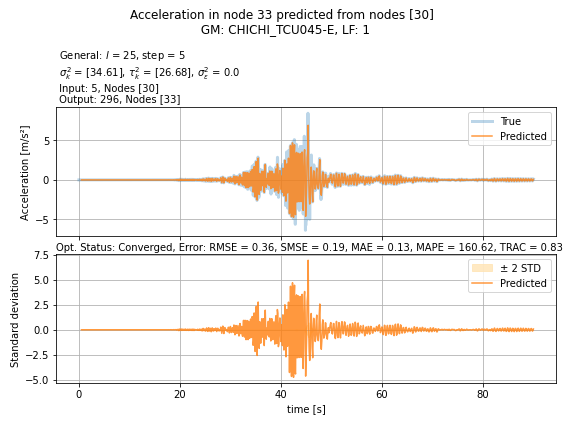 Acceleration in node 33 predicted from nodes [30]
GM: CHICHI_TCU045-E, LF: 1
General: l = 25, step = 5
σ²ₖ = [34.61], τ²ₖ = [26.68], σ²ε = 0.0
Input: 5, Nodes [30]
Output: 296, Nodes [33]
True
Predicted
5
0
−5
Acceleration [m/s²]
Opt. Status: Converged, Error: RMSE = 0.36, SMSE = 0.19, MAE = 0.13, MAPE = 160.62, TRAC = 0.83
± 2 STD
Predicted
7.5
5.0
2.5
0.0
−2.5
−5.0
Standard deviation
0 20 40 60 80
time [s]